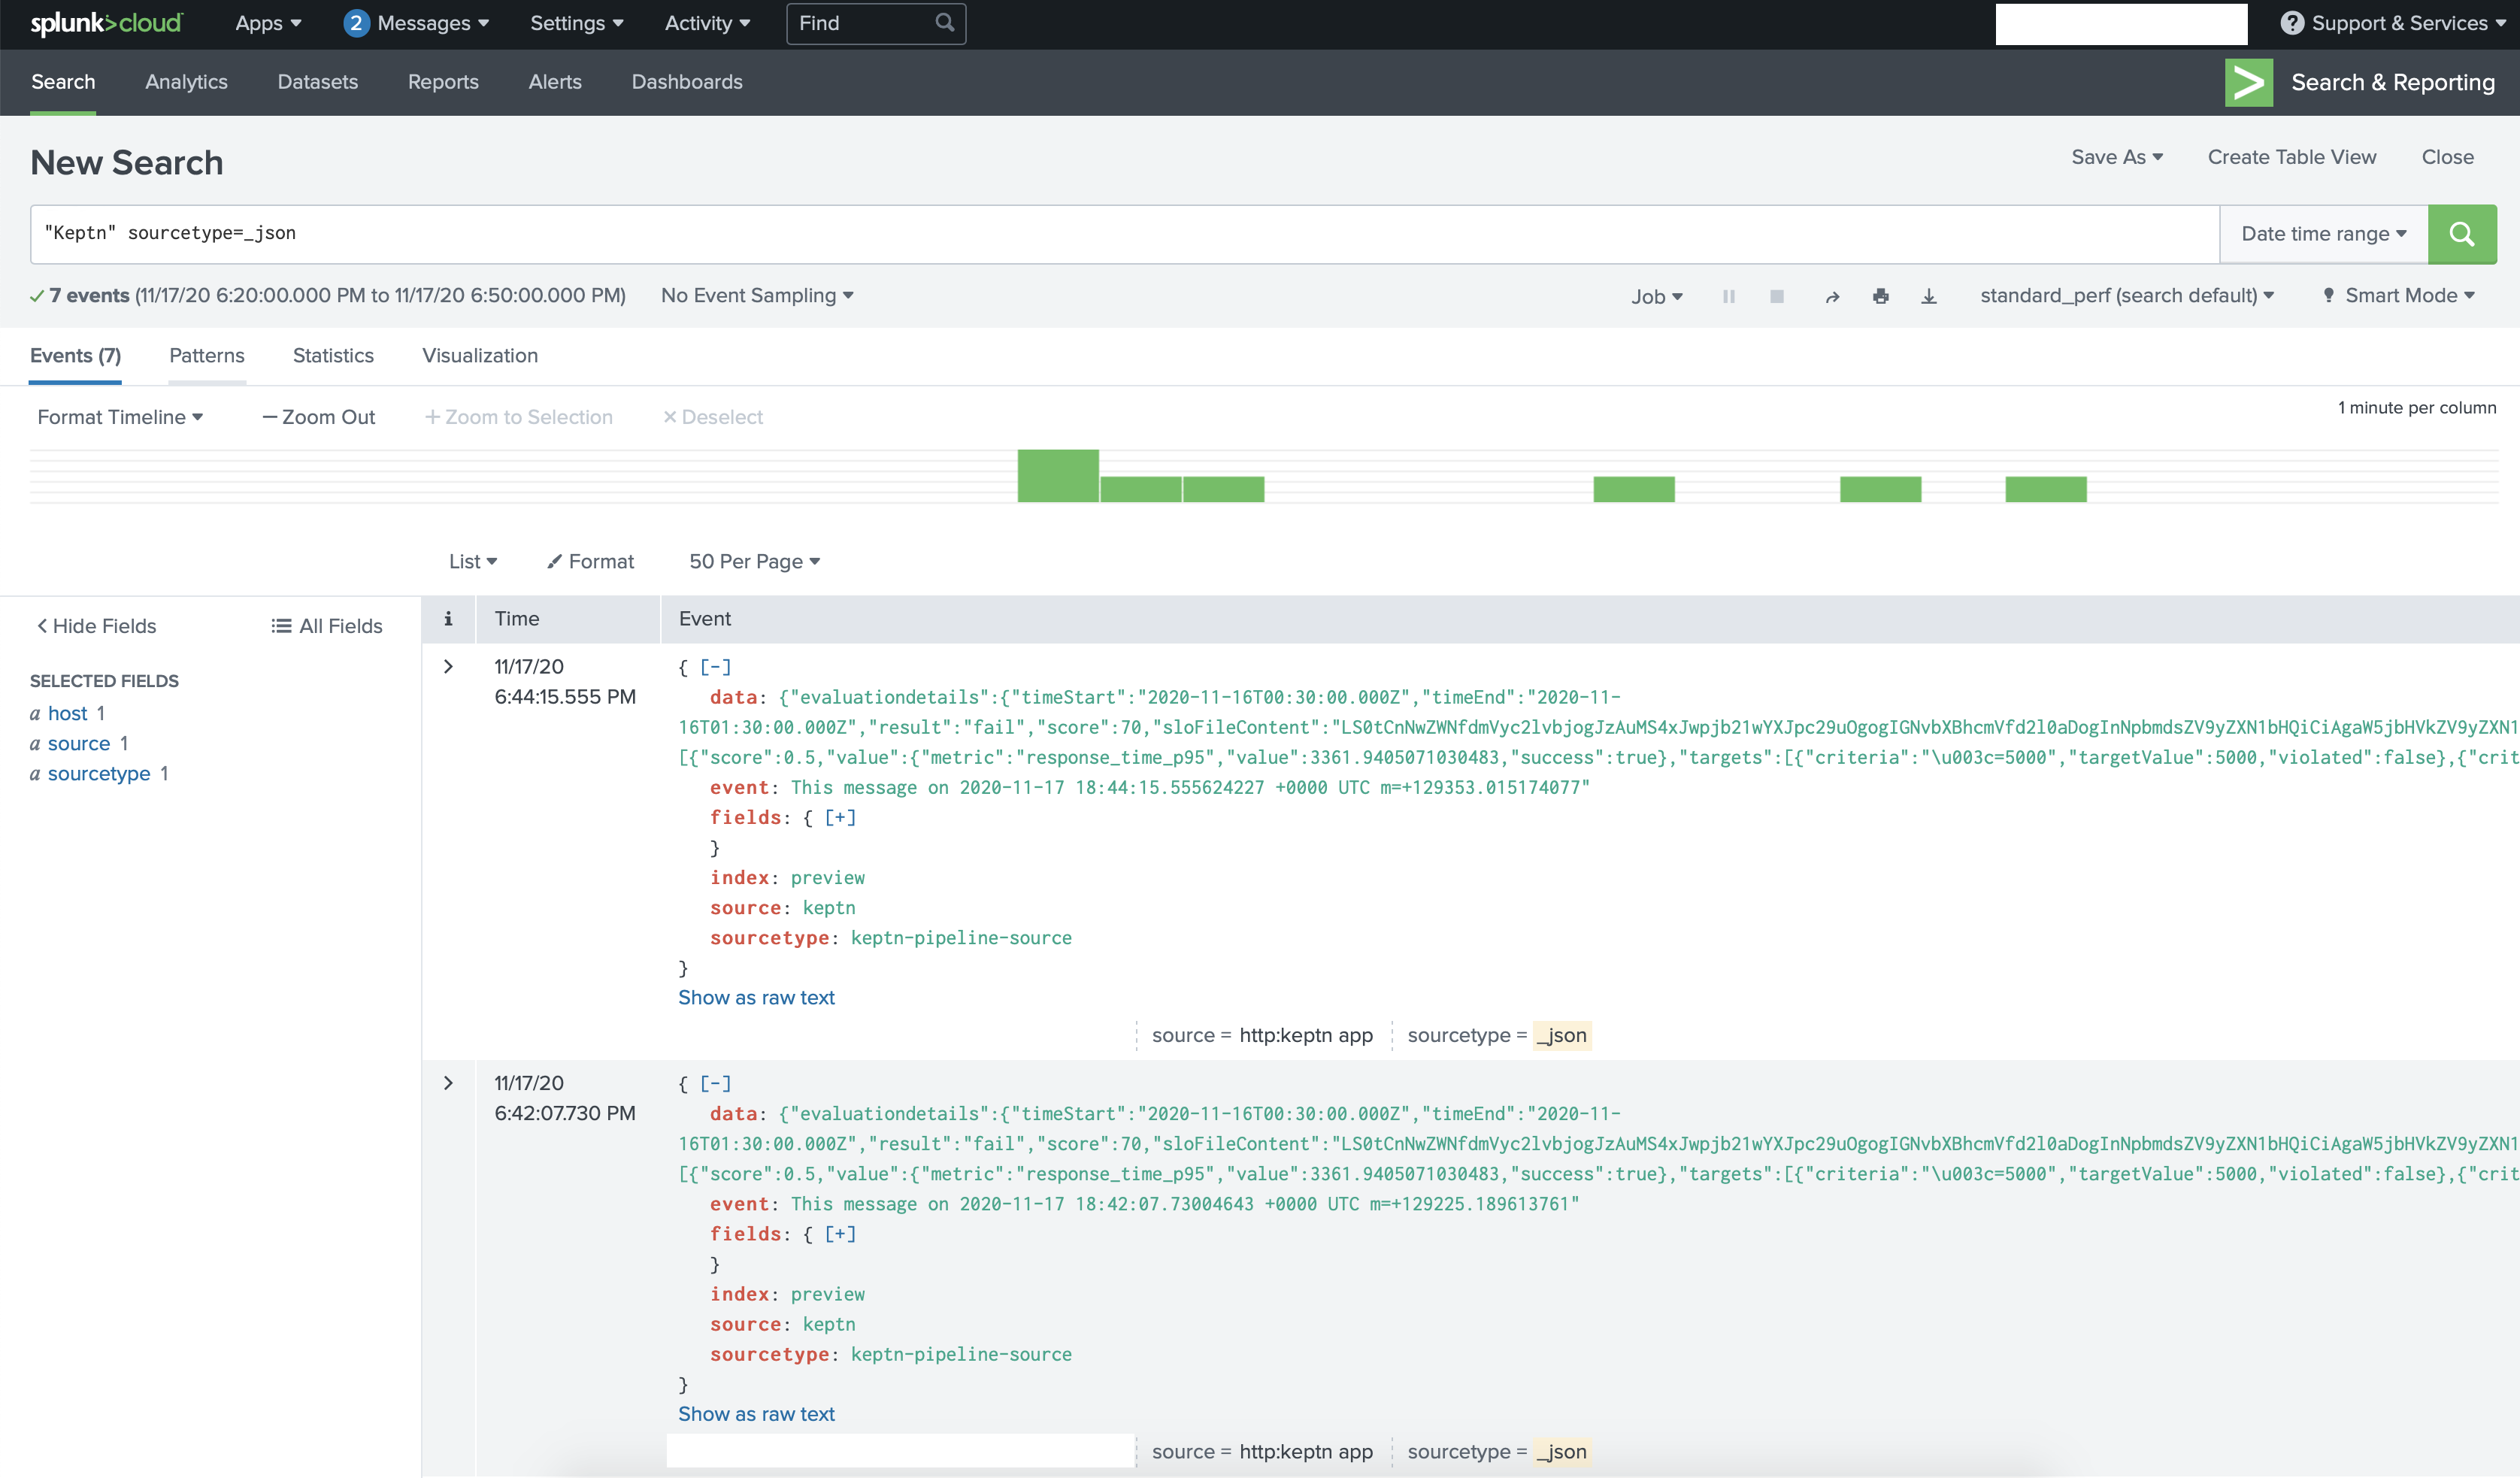 splunk>cloud Apps 2 Messages Settings Activity Find ? Support & Services
Search Analytics Datasets Reports Alerts Dashboards > Search & Reporting
New Search Save As Create Table View Close
"Keptn" sourcetype=_json Date time range
7 events (11/17/20 6:20:00.000 PM to 11/17/20 6:50:00.000 PM) No Event Sampling Job standard_perf (search default) Smart Mode
Events (7) Patterns Statistics Visualization
Format Timeline — Zoom Out + Zoom to Selection × Deselect 1 minute per column
List Format 50 Per Page
< Hide Fields All Fields i Time Event
SELECTED FIELDS
a host 1
a source 1
a sourcetype 1
> 11/17/20 { [-]
6:44:15.555 PM data: {"evaluationdetails":{"timeStart":"2020-11-16T00:30:00.000Z","timeEnd":"2020-11-
16T01:30:00.000Z","result":"fail","score":70,"sloFileContent":"LS0tCnNwZWNfdmVyc2lvbjogJzAuMS4xJwpjb21wYXJpc29uOgogIGNvbXBhcmVfd2l0aDogInNpbmdsZV9yZXN1bHQiCiAgaW5jbHVkZV9yZXN1
[{"score":0.5,"value":{"metric":"response_time_p95","value":3361.9405071030483,"success":true},"targets":[{"criteria":"\u003c=5000","targetValue":5000,"violated":false},{"crit
event: This message on 2020-11-17 18:44:15.555624227 +0000 UTC m=+129353.015174077"
fields: { [+]
}
index: preview
source: keptn
sourcetype: keptn-pipeline-source
}
Show as raw text
source = http:keptn app sourcetype = _json
> 11/17/20 { [-]
6:42:07.730 PM data: {"evaluationdetails":{"timeStart":"2020-11-16T00:30:00.000Z","timeEnd":"2020-11-
16T01:30:00.000Z","result":"fail","score":70,"sloFileContent":"LS0tCnNwZWNfdmVyc2lvbjogJzAuMS4xJwpjb21wYXJpc29uOgogIGNvbXBhcmVfd2l0aDogInNpbmdsZV9yZXN1bHQiCiAgaW5jbHVkZV9yZXN1
[{"score":0.5,"value":{"metric":"response_time_p95","value":3361.9405071030483,"success":true},"targets":[{"criteria":"\u003c=5000","targetValue":5000,"violated":false},{"crit
event: This message on 2020-11-17 18:42:07.73004643 +0000 UTC m=+129225.189613761"
fields: { [+]
}
index: preview
source: keptn
sourcetype: keptn-pipeline-source
}
Show as raw text
source = http:keptn app sourcetype = _json